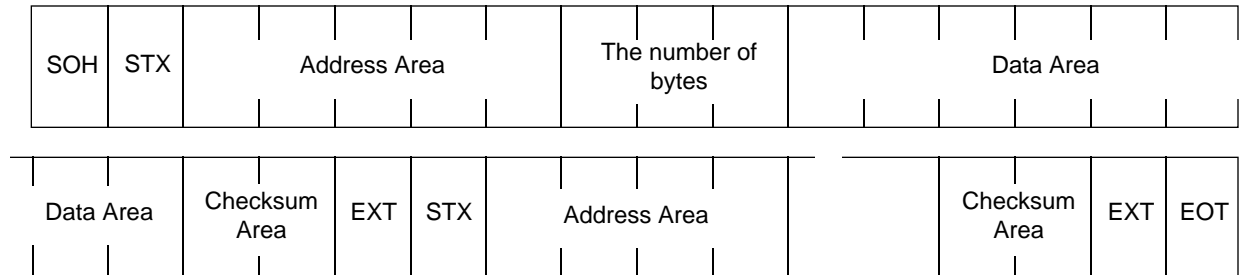 SOH STX Address Area The number of bytes Data Area
Data Area Checksum Area EXT STX Address Area Checksum Area EXT EOT